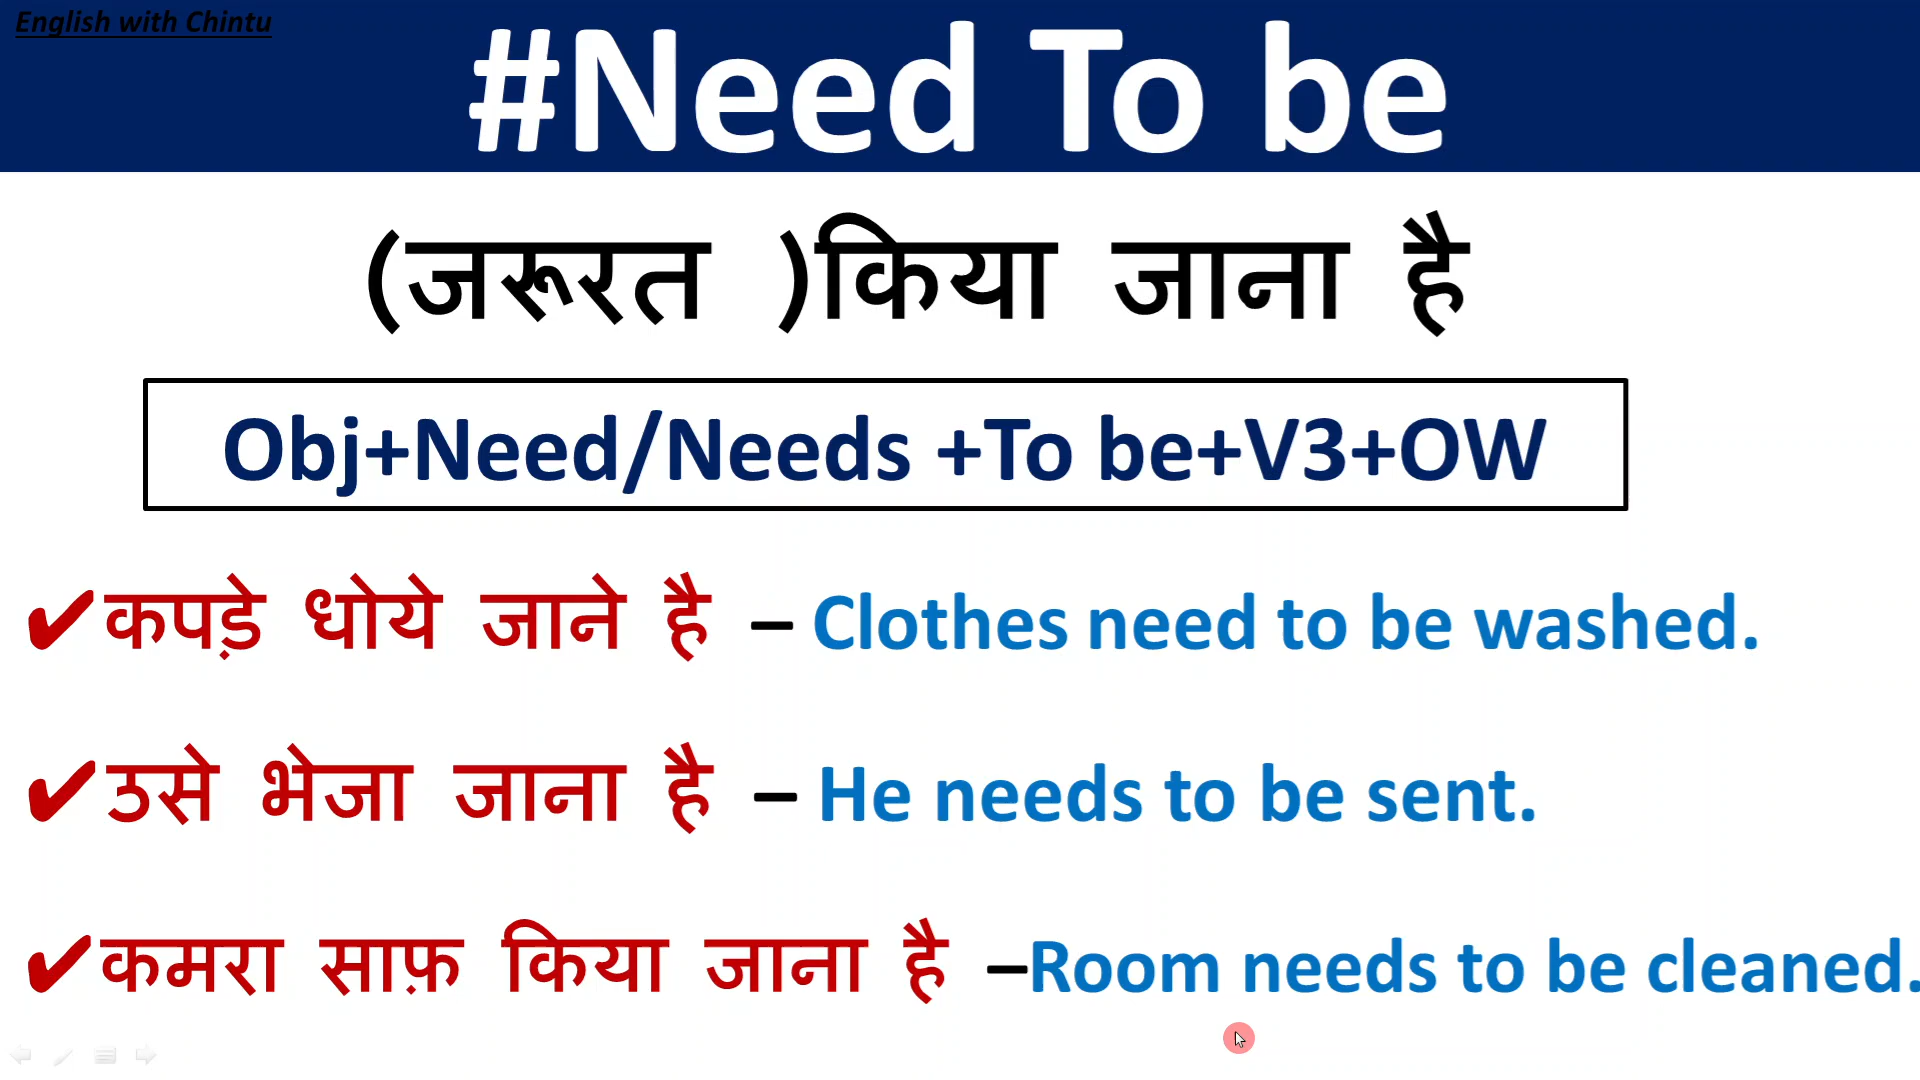 English with Chintu
#Need To be
(जरूरत )किया जाना है
Obj+Need/Needs +To be+V3+OW
✔कपड़े धोये जाने है – Clothes need to be washed.
✔उसे भेजा जाना है – He needs to be sent.
✔कमरा साफ़ किया जाना है –Room needs to be cleaned.